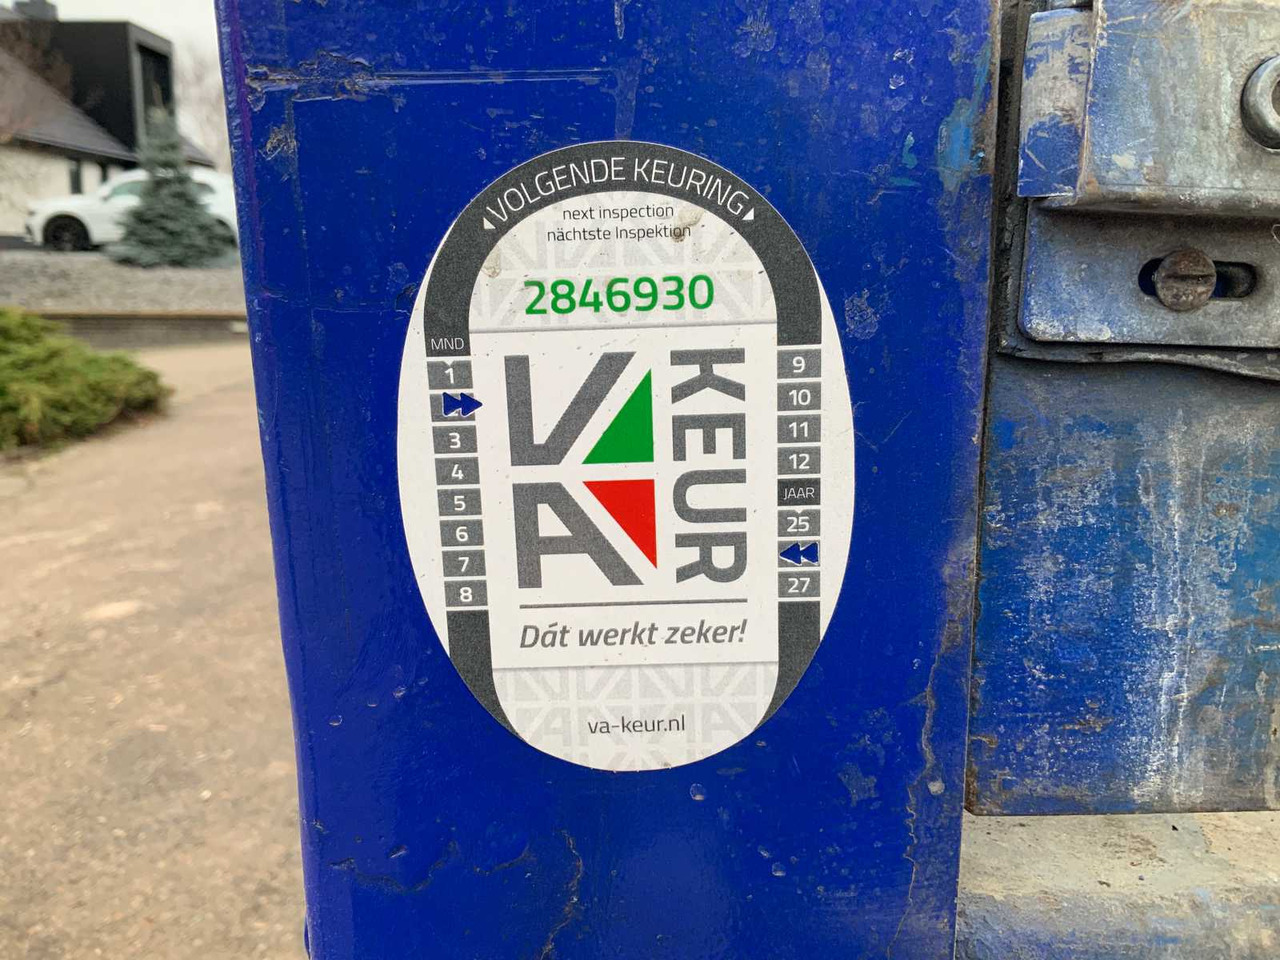 VOLGENDE KEURING
next inspection
nächste Inspektion
2846930
MND
1
3
4
5
6
7
8
VA
KEUR
9
10
11
12
JAAR
25
27
Dát werkt zeker!
va-keur.nl